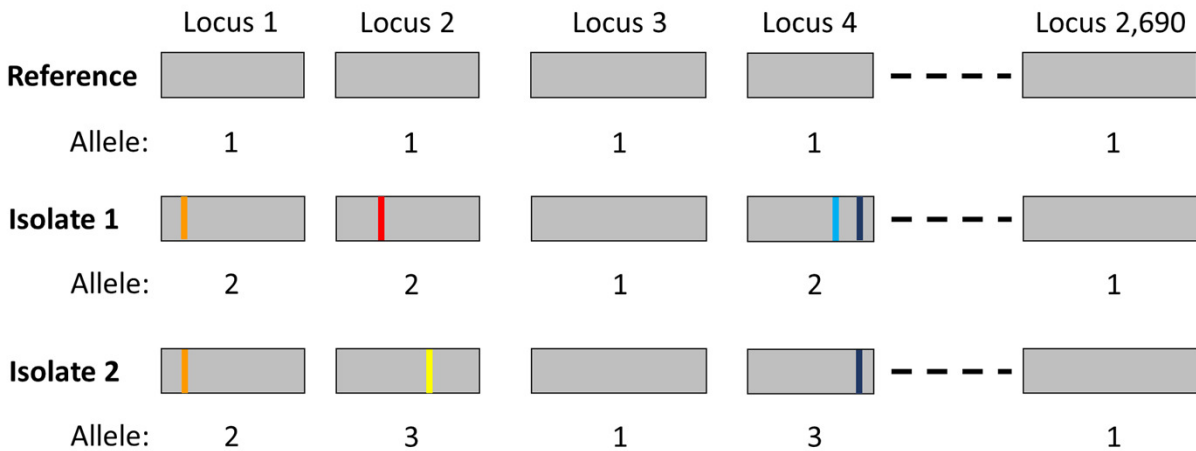 Locus 1 Locus 2 Locus 3 Locus 4 Locus 2,690
Reference
Allele: 1 1 1 1 1
Isolate 1
Allele: 2 2 1 2 1
Isolate 2
Allele: 2 3 1 3 1